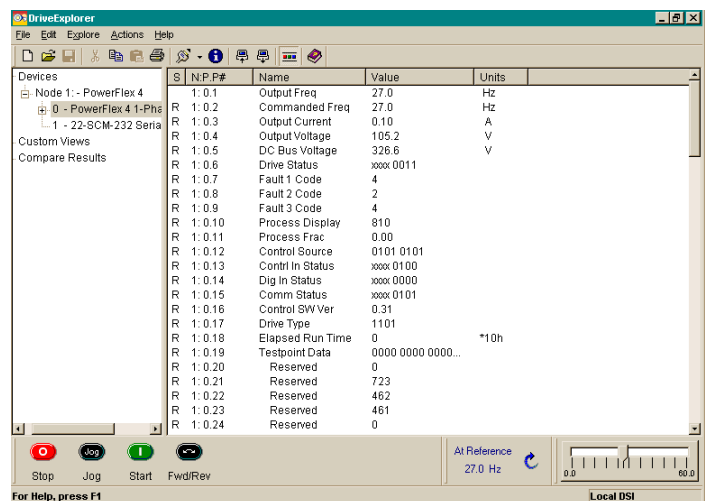 DriveExplorer
File Edit Explore Actions Help
Devices
Node 1: - PowerFlex 4
0 - PowerFlex 4 1-Pha
1 - 22-SCM-232 Seria
Custom Views
Compare Results
S N:P.P# Name Value Units
1: 0.1 Output Freq 27.0 Hz
R 1: 0.2 Commanded Freq 27.0 Hz
R 1: 0.3 Output Current 0.10 A
R 1: 0.4 Output Voltage 105.2 V
R 1: 0.5 DC Bus Voltage 326.6 V
R 1: 0.6 Drive Status xxxx 0011
R 1: 0.7 Fault 1 Code 4
R 1: 0.8 Fault 2 Code 2
R 1: 0.9 Fault 3 Code 4
R 1: 0.10 Process Display 810
R 1: 0.11 Process Frac 0.00
R 1: 0.12 Control Source 0101 0101
R 1: 0.13 Contrl In Status xxxx 0100
R 1: 0.14 Dig In Status xxxx 0000
R 1: 0.15 Comm Status xxxx 0101
R 1: 0.16 Control SW Ver 0.31
R 1: 0.17 Drive Type 1101
R 1: 0.18 Elapsed Run Time 0 *10h
R 1: 0.19 Testpoint Data 0000 0000 0000...
R 1: 0.20 Reserved 0
R 1: 0.21 Reserved 723
R 1: 0.22 Reserved 462
R 1: 0.23 Reserved 461
R 1: 0.24 Reserved 0
O Jog I
Stop Jog Start Fwd/Rev
At Reference
27.0 Hz
0.0 60.0
For Help, press F1 Local DSI